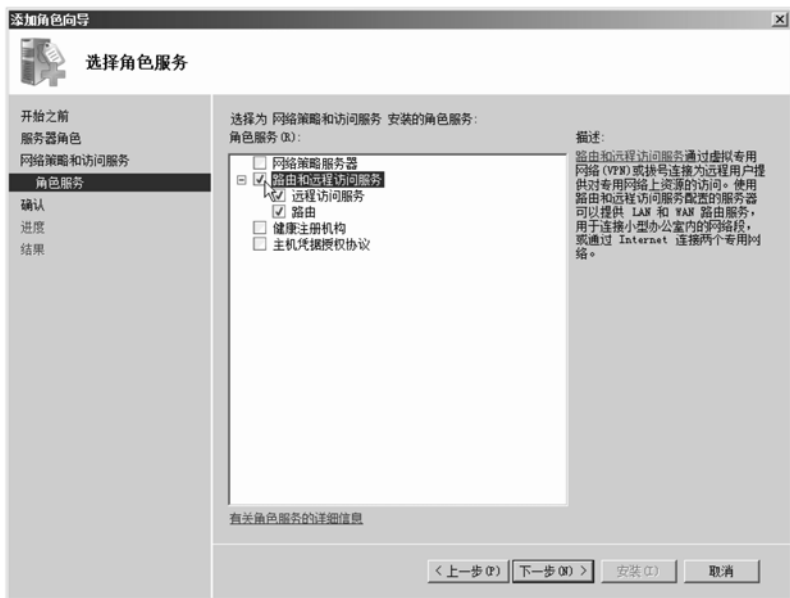 添加角色向导
选择角色服务
开始之前
服务器角色
网络策略和访问服务
角色服务
确认
进度
结果
选择为 网络策略和访问服务 安装的角色服务:
角色服务(R):
网络策略服务器
路由和远程访问服务
远程访问服务
路由
健康注册机构
主机凭据授权协议
有关角色服务的详细信息
描述:
路由和远程访问服务通过虚拟专用
网络(VPN)或拨号连接为远程用户提
供对专用网络上资源的访问。使用
路由和远程访问服务配置的服务器
可以提供 LAN 和 WAN 路由服务,
用于连接小型办公室内的网络段,
或通过 Internet 连接两个专用网
络。
< 上一步(P)
下一步(N) >
安装(I)
取消